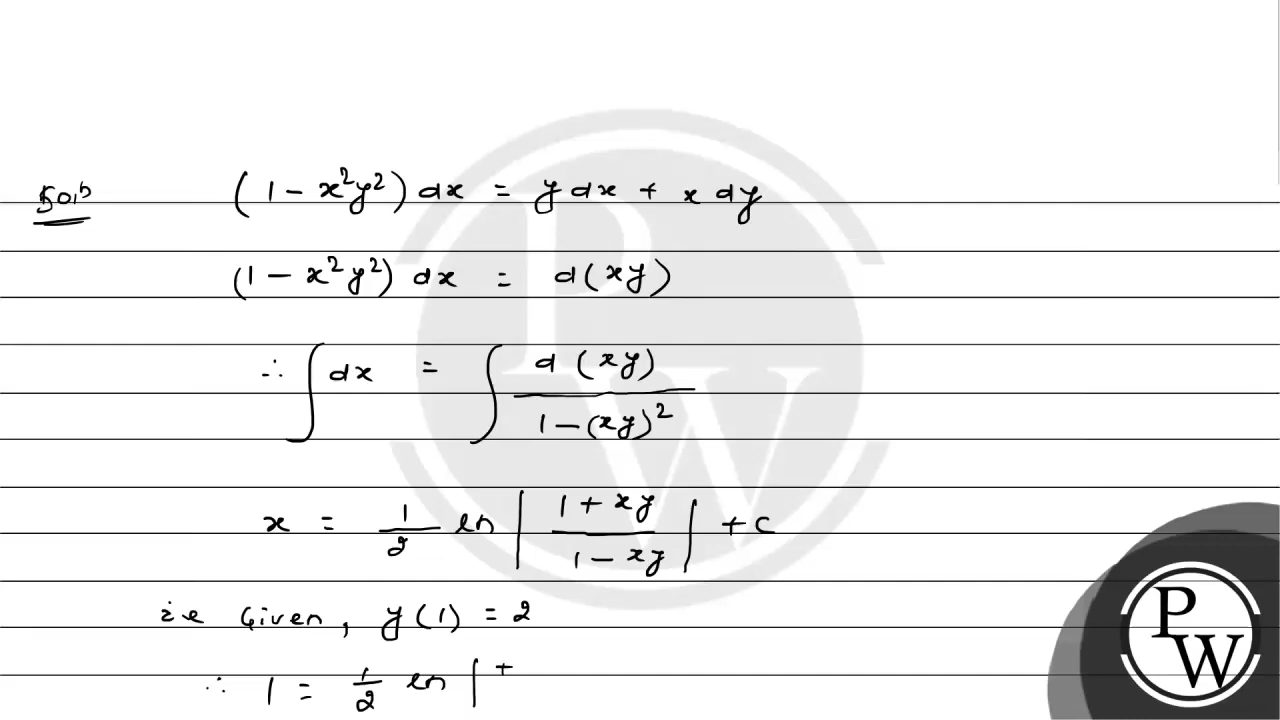 Sol^n (1 - x²y²) dx = y dx + x dy
(1 - x²y²) dx = d(xy)
∴ ∫ dx = ∫ d(xy) / 1 - (xy)²
x = 1/2 ln | 1 + xy / 1 - xy | + c
i.e Given, y(1) = 2
∴ 1 = 1/2 ln | +
P
W